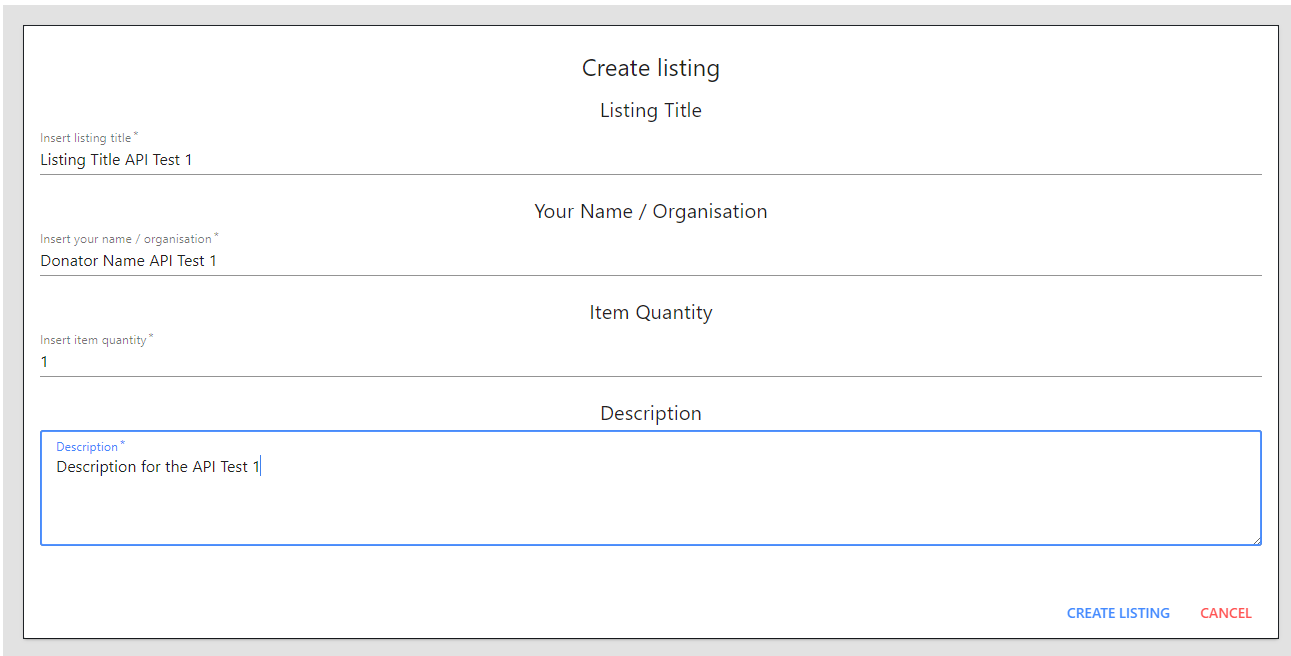 Create listing
Listing Title
Insert listing title*
Listing Title API Test 1
Your Name / Organisation
Insert your name / organisation*
Donator Name API Test 1
Item Quantity
Insert item quantity*
1
Description
Description*
Description for the API Test 1
CREATE LISTING CANCEL